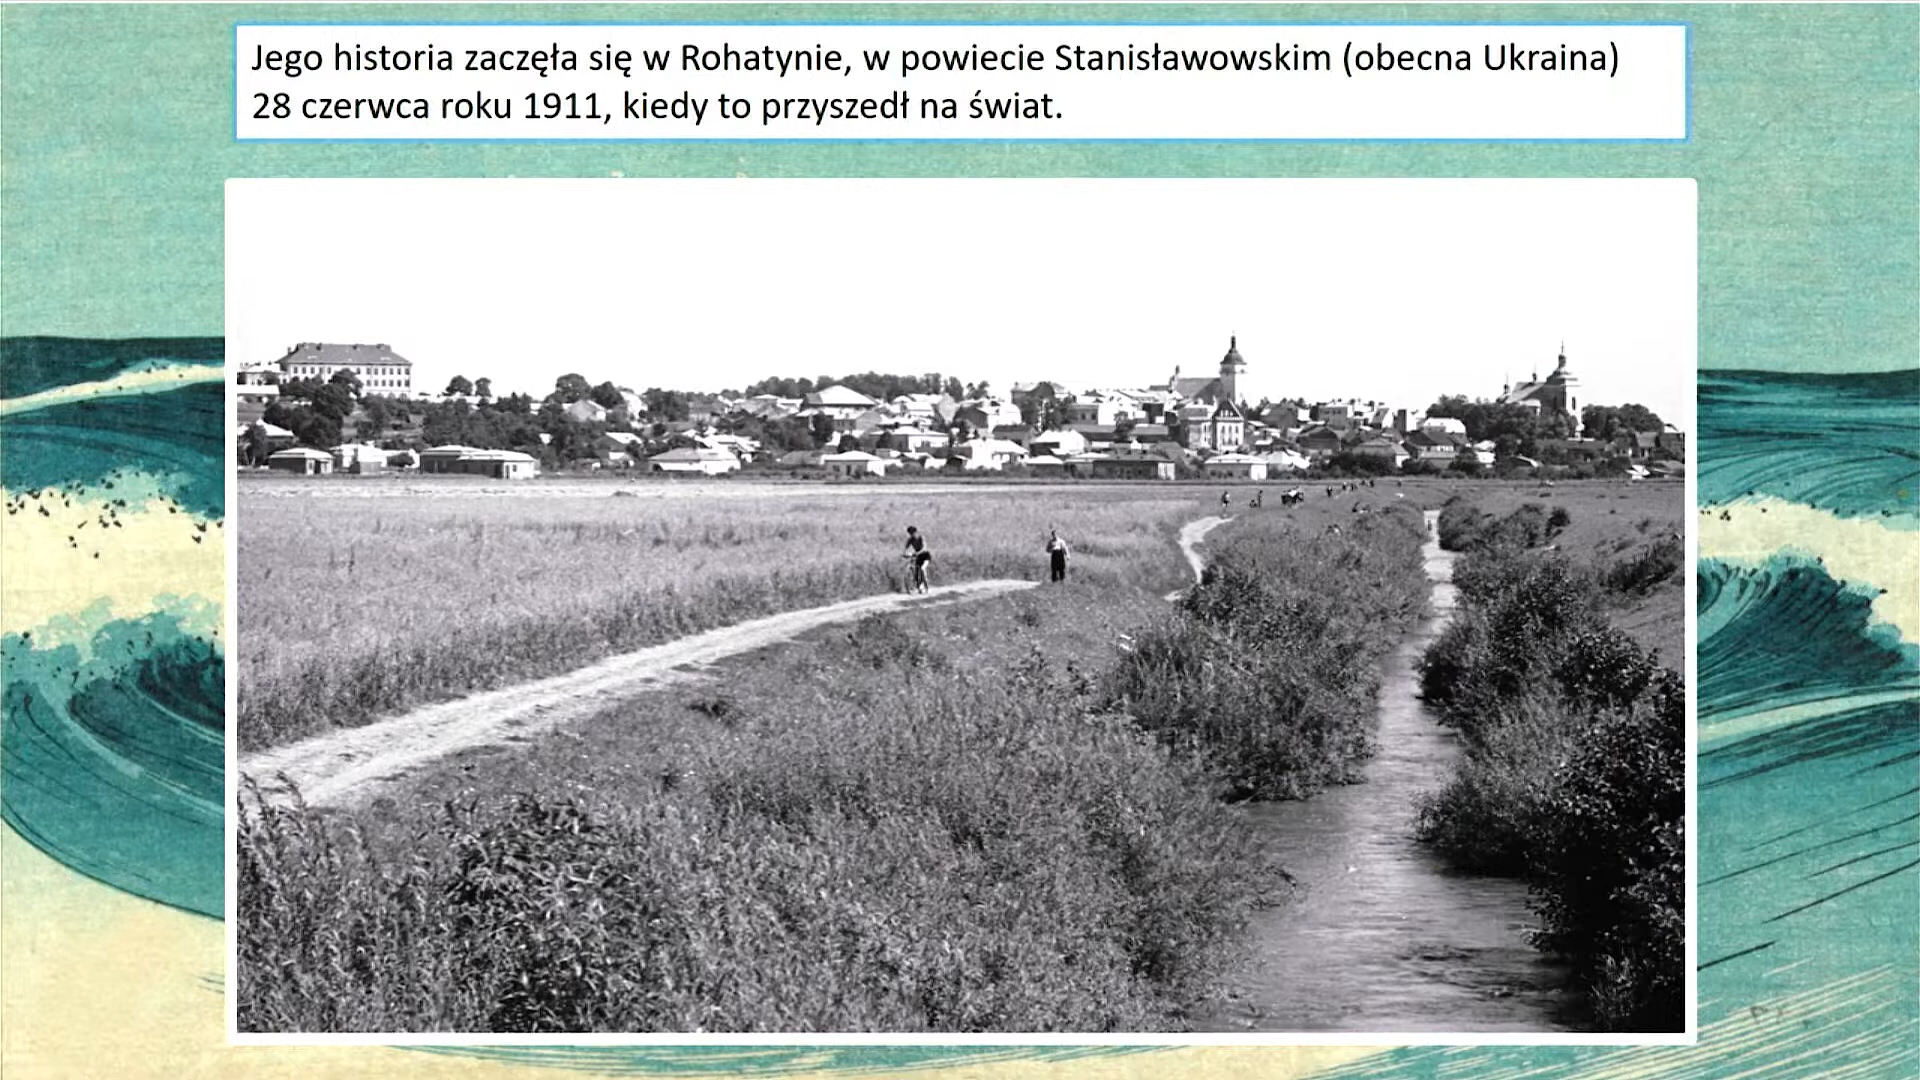 Jego historia zaczęła się w Rohatynie, w powiecie Stanisławowskim (obecna Ukraina)
28 czerwca roku 1911, kiedy to przyszedł na świat.